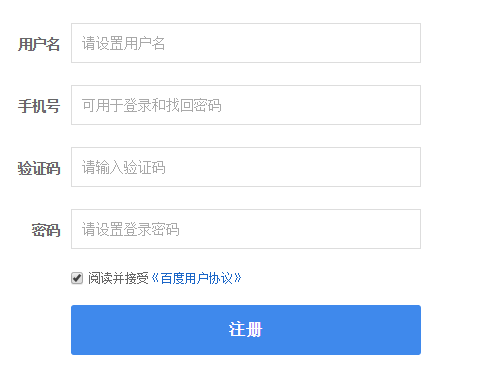 用户名 请设置用户名
手机号 可用于登录和找回密码
验证码 请输入验证码
密码 请设置登录密码
阅读并接受《百度用户协议》
注册